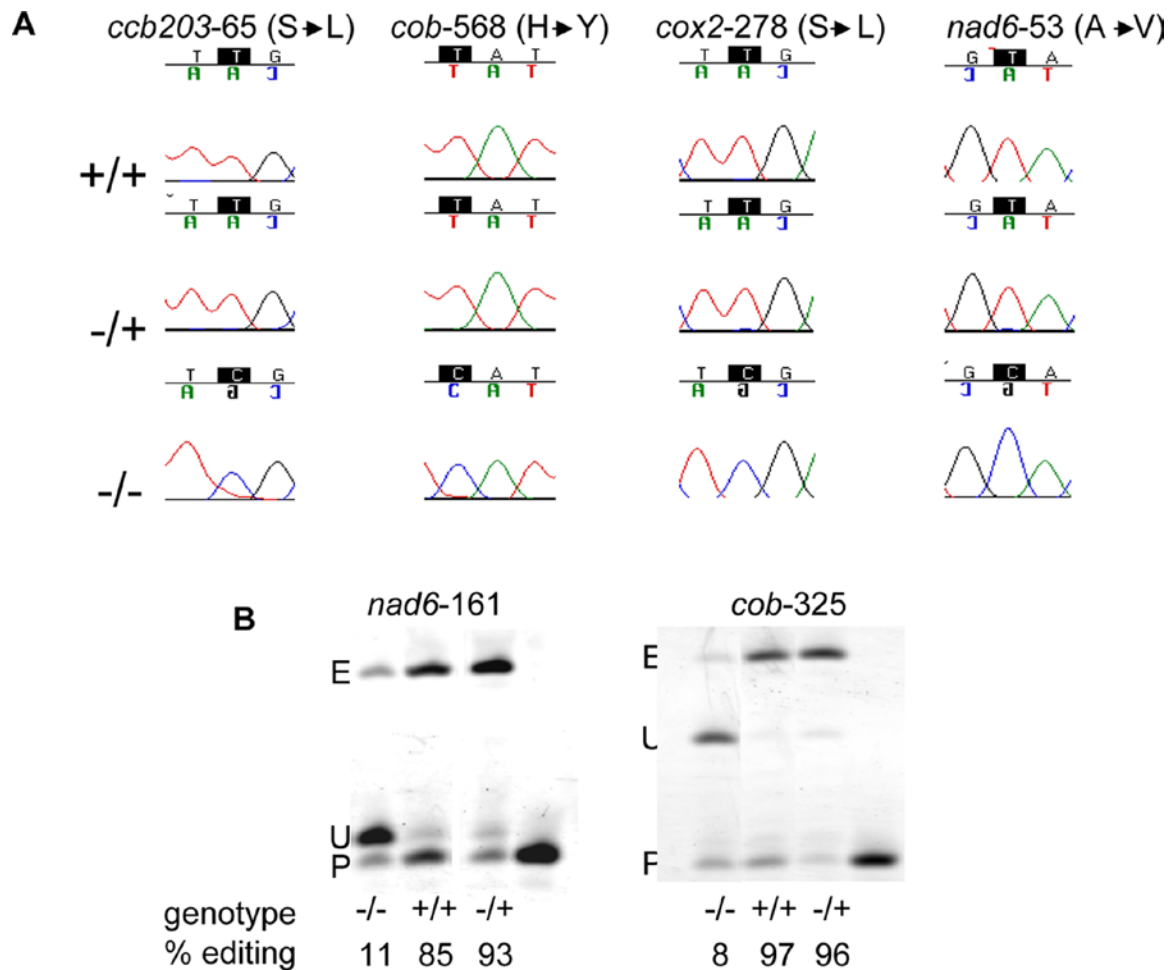 A
ccb203-65 (S→L) cob-568 (H→Y) cox2-278 (S→L) nad6-53 (A→V)
T T G T A T T T G G T A
A A C T A T A A C C A T
+/+
T T G T A T T T G G T A
A A C T A T A A C C A T
-/+
T C G C A T T C G G C A
A G C C A T A G C C G T
-/-
B
nad6-161 cob-325
E E
U U
P P
genotype -/- +/+ -/+ -/- +/+ -/+
% editing 11 85 93 8 97 96